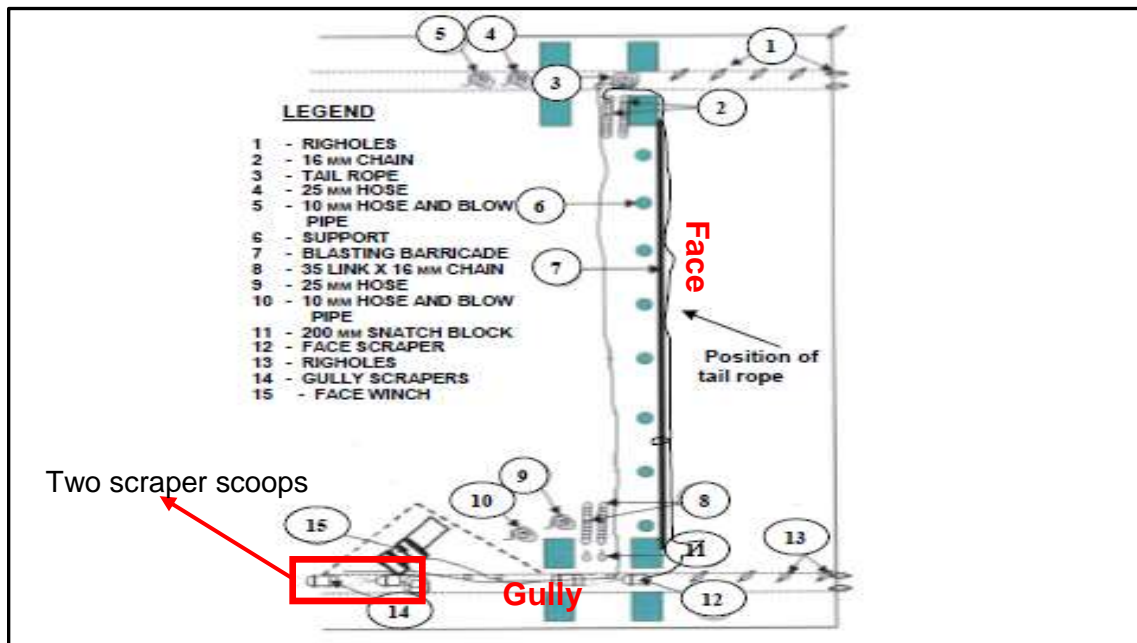 5
4
1
3
2
LEGEND
1 - RIGHOLES
2 - 16 MM CHAIN
3 - TAIL ROPE
4 - 25 MM HOSE
5 - 10 MM HOSE AND BLOW
PIPE
6 - SUPPORT
7 - BLASTING BARRICADE
8 - 35 LINK X 16 MM CHAIN
9 - 25 MM HOSE
10 - 10 MM HOSE AND BLOW
PIPE
11 - 200 MM SNATCH BLOCK
12 - FACE SCRAPER
13 - RIGHOLES
14 - GULLY SCRAPERS
15 - FACE WINCH
6
7
Face
Position of
tail rope
Two scraper scoops
9
10
8
15
11
13
Gully
14
12